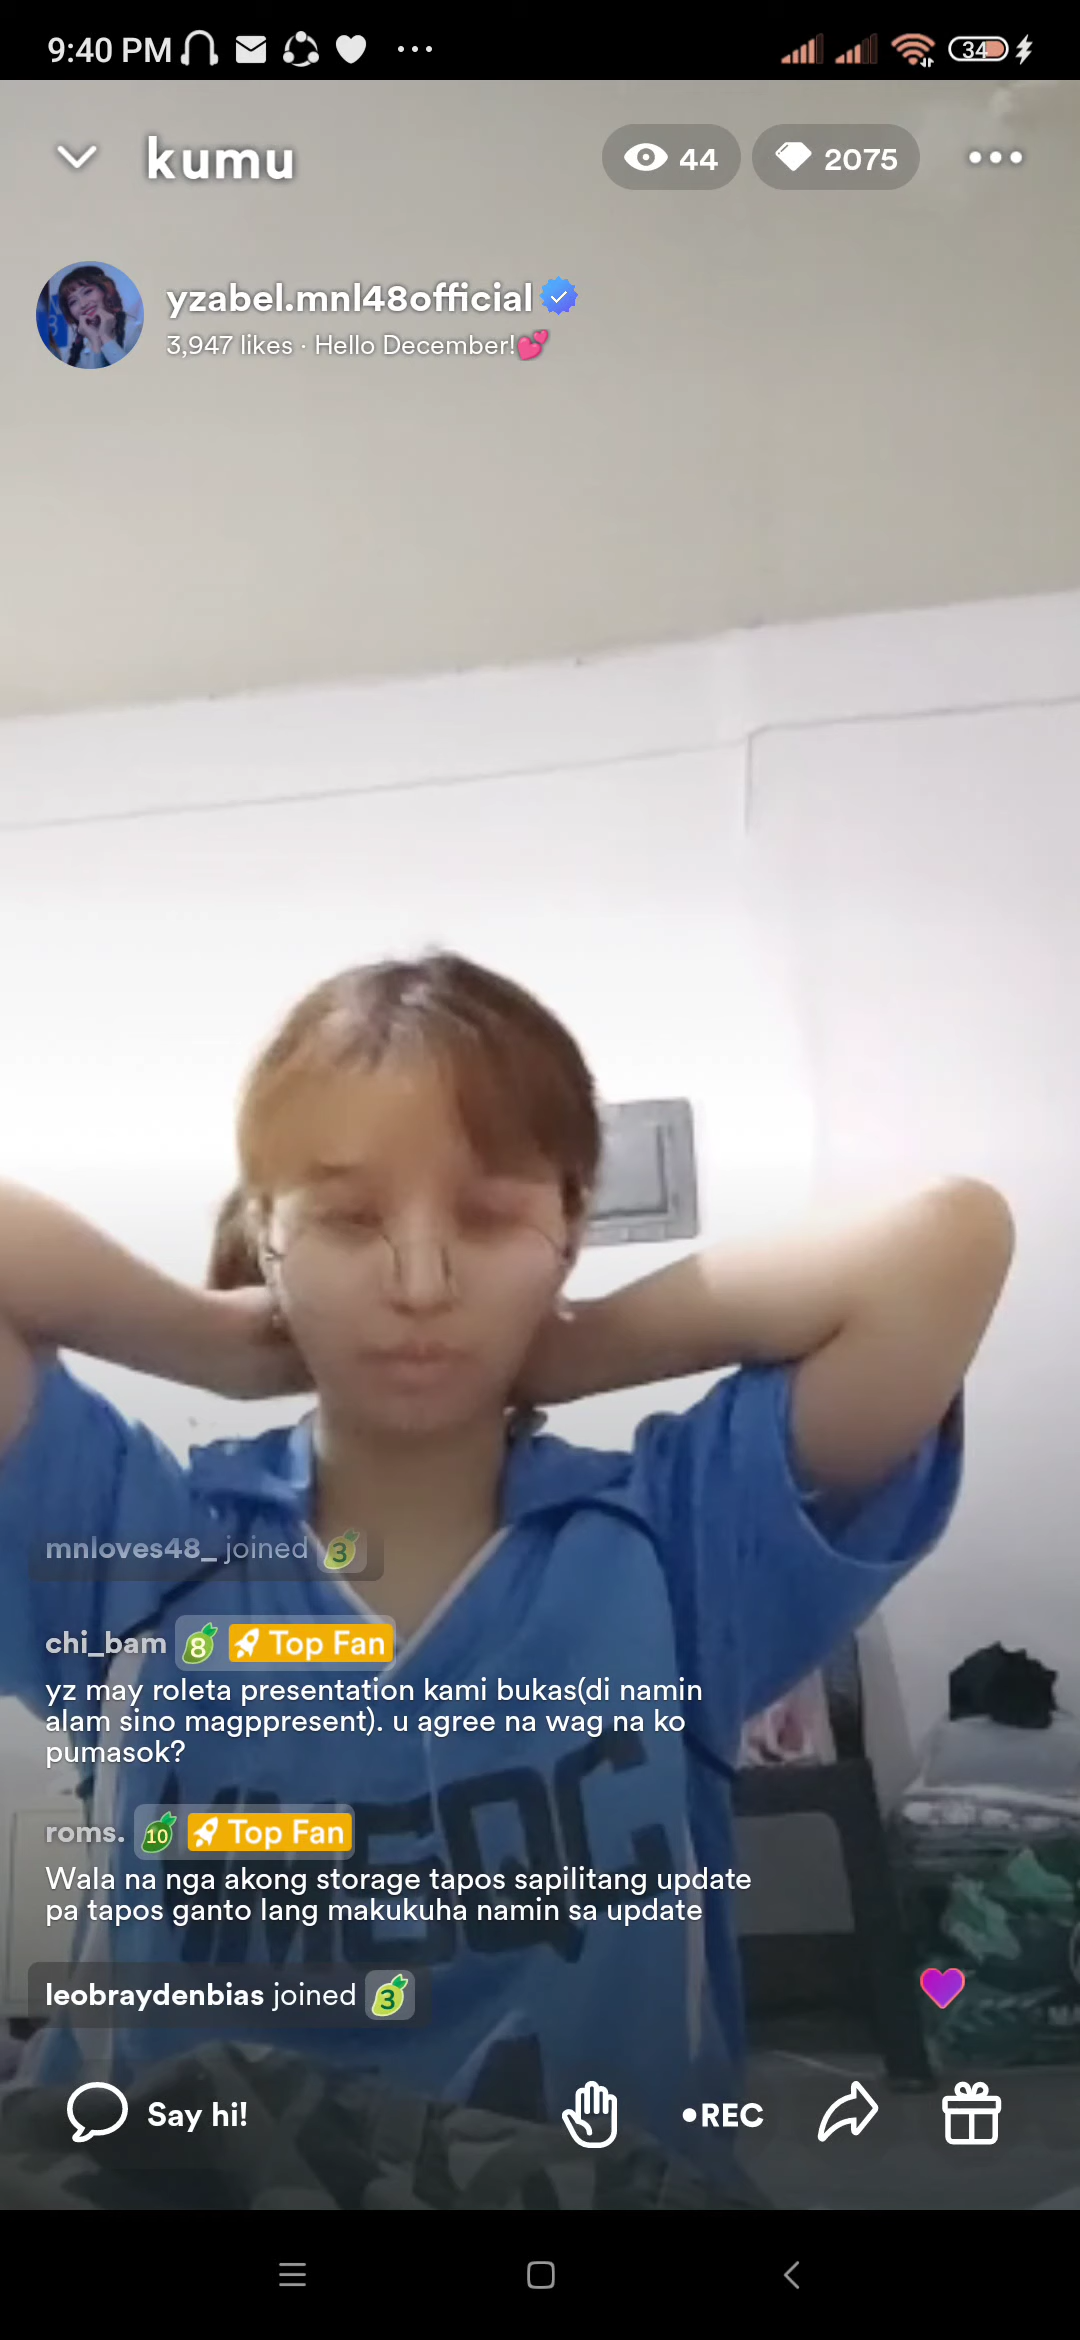 9:40 PM
34
kumu
44
2075
yzabel.mnl48official
3,947 likes · Hello December!💕
mnloves48_ joined 3
chi_bam 8 Top Fan
yz may roleta presentation kami bukas(di namin
alam sino magppresent). u agree na wag na ko
pumasok?
roms. 10 Top Fan
Wala na nga akong storage tapos sapilitang update
pa tapos ganto lang makukuha namin sa update
leobraydenbias joined 3
Say hi!
•REC